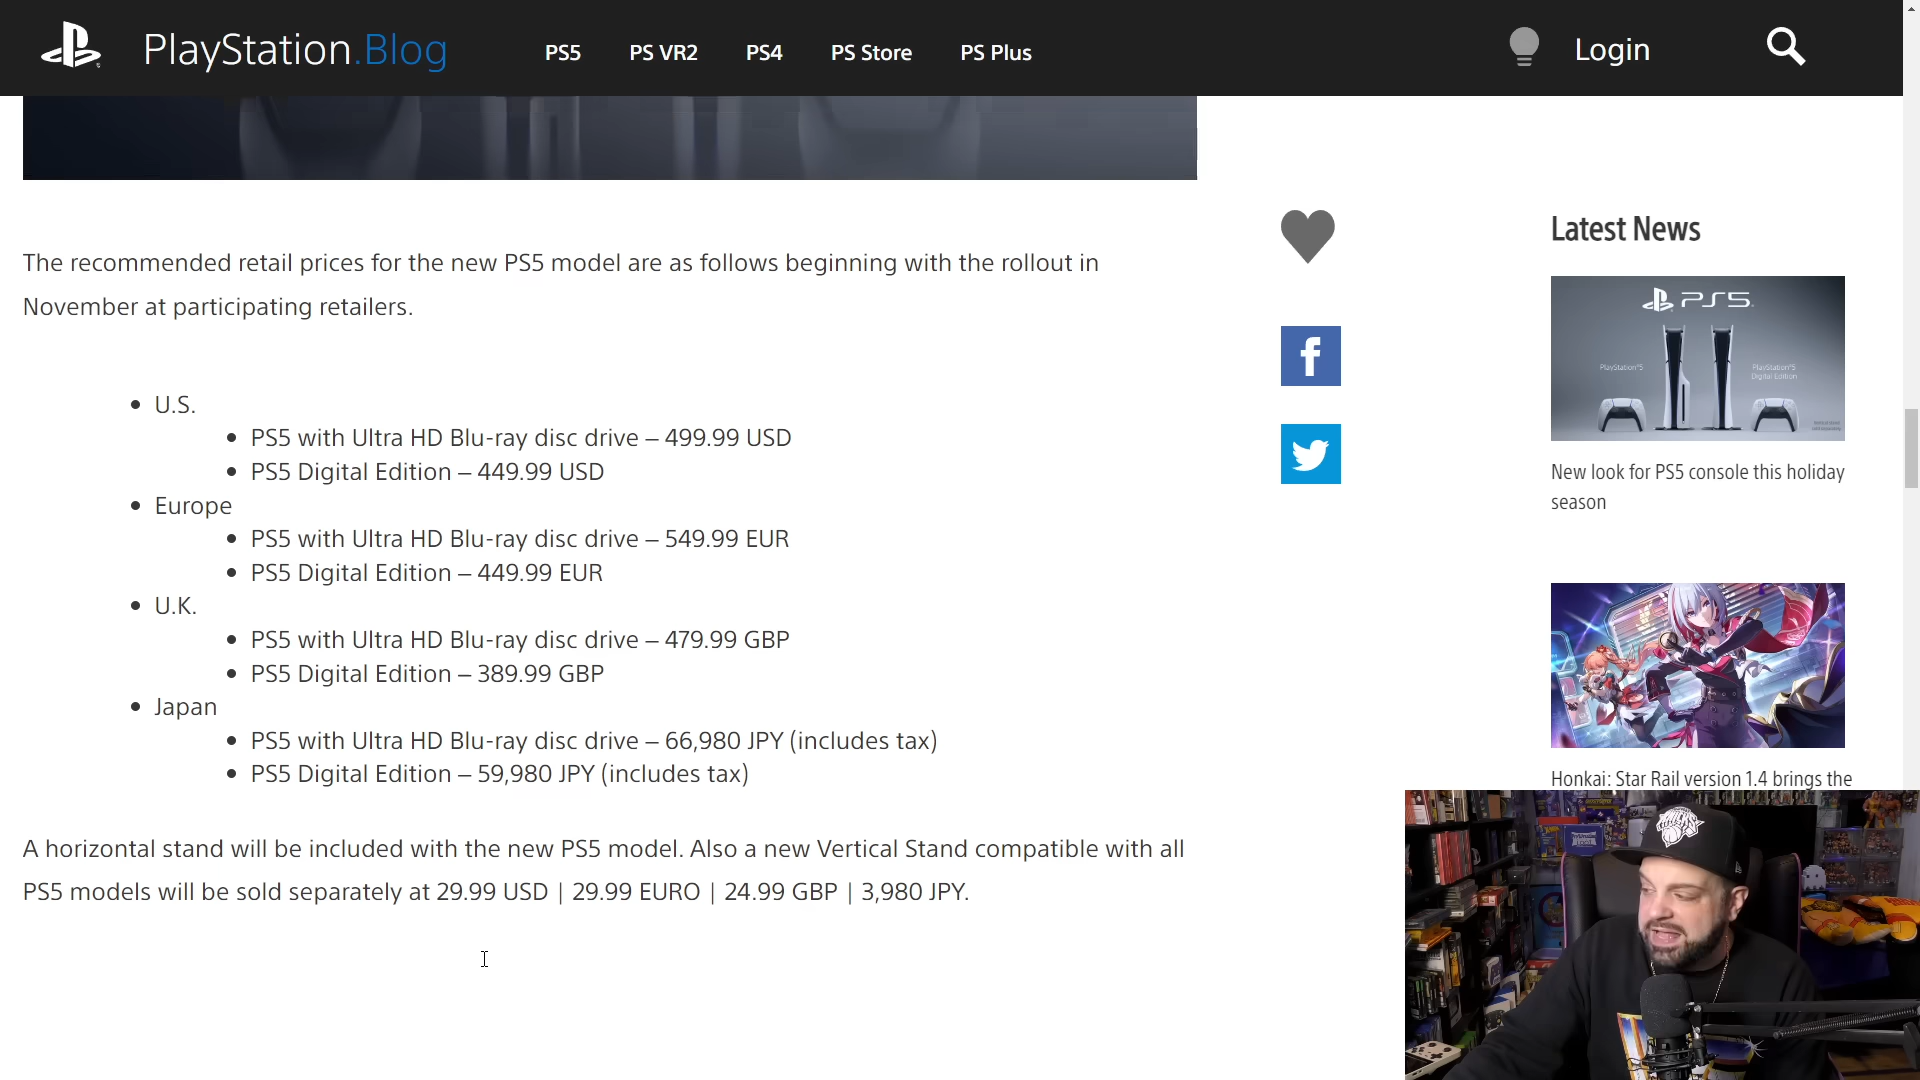 PlayStation.Blog
PS5
PS VR2
PS4
PS Store
PS Plus
Login
The recommended retail prices for the new PS5 model are as follows beginning with the rollout in
November at participating retailers.
• U.S.
• PS5 with Ultra HD Blu-ray disc drive – 499.99 USD
• PS5 Digital Edition – 449.99 USD
• Europe
• PS5 with Ultra HD Blu-ray disc drive – 549.99 EUR
• PS5 Digital Edition – 449.99 EUR
• U.K.
• PS5 with Ultra HD Blu-ray disc drive – 479.99 GBP
• PS5 Digital Edition – 389.99 GBP
• Japan
• PS5 with Ultra HD Blu-ray disc drive – 66,980 JPY (includes tax)
• PS5 Digital Edition – 59,980 JPY (includes tax)
A horizontal stand will be included with the new PS5 model. Also a new Vertical Stand compatible with all
PS5 models will be sold separately at 29.99 USD | 29.99 EURO | 24.99 GBP | 3,980 JPY.
Latest News
PS5
PlayStation®5
PlayStation®5
Digital Edition
New look for PS5 console this holiday
season
Honkai: Star Rail version 1.4 brings the